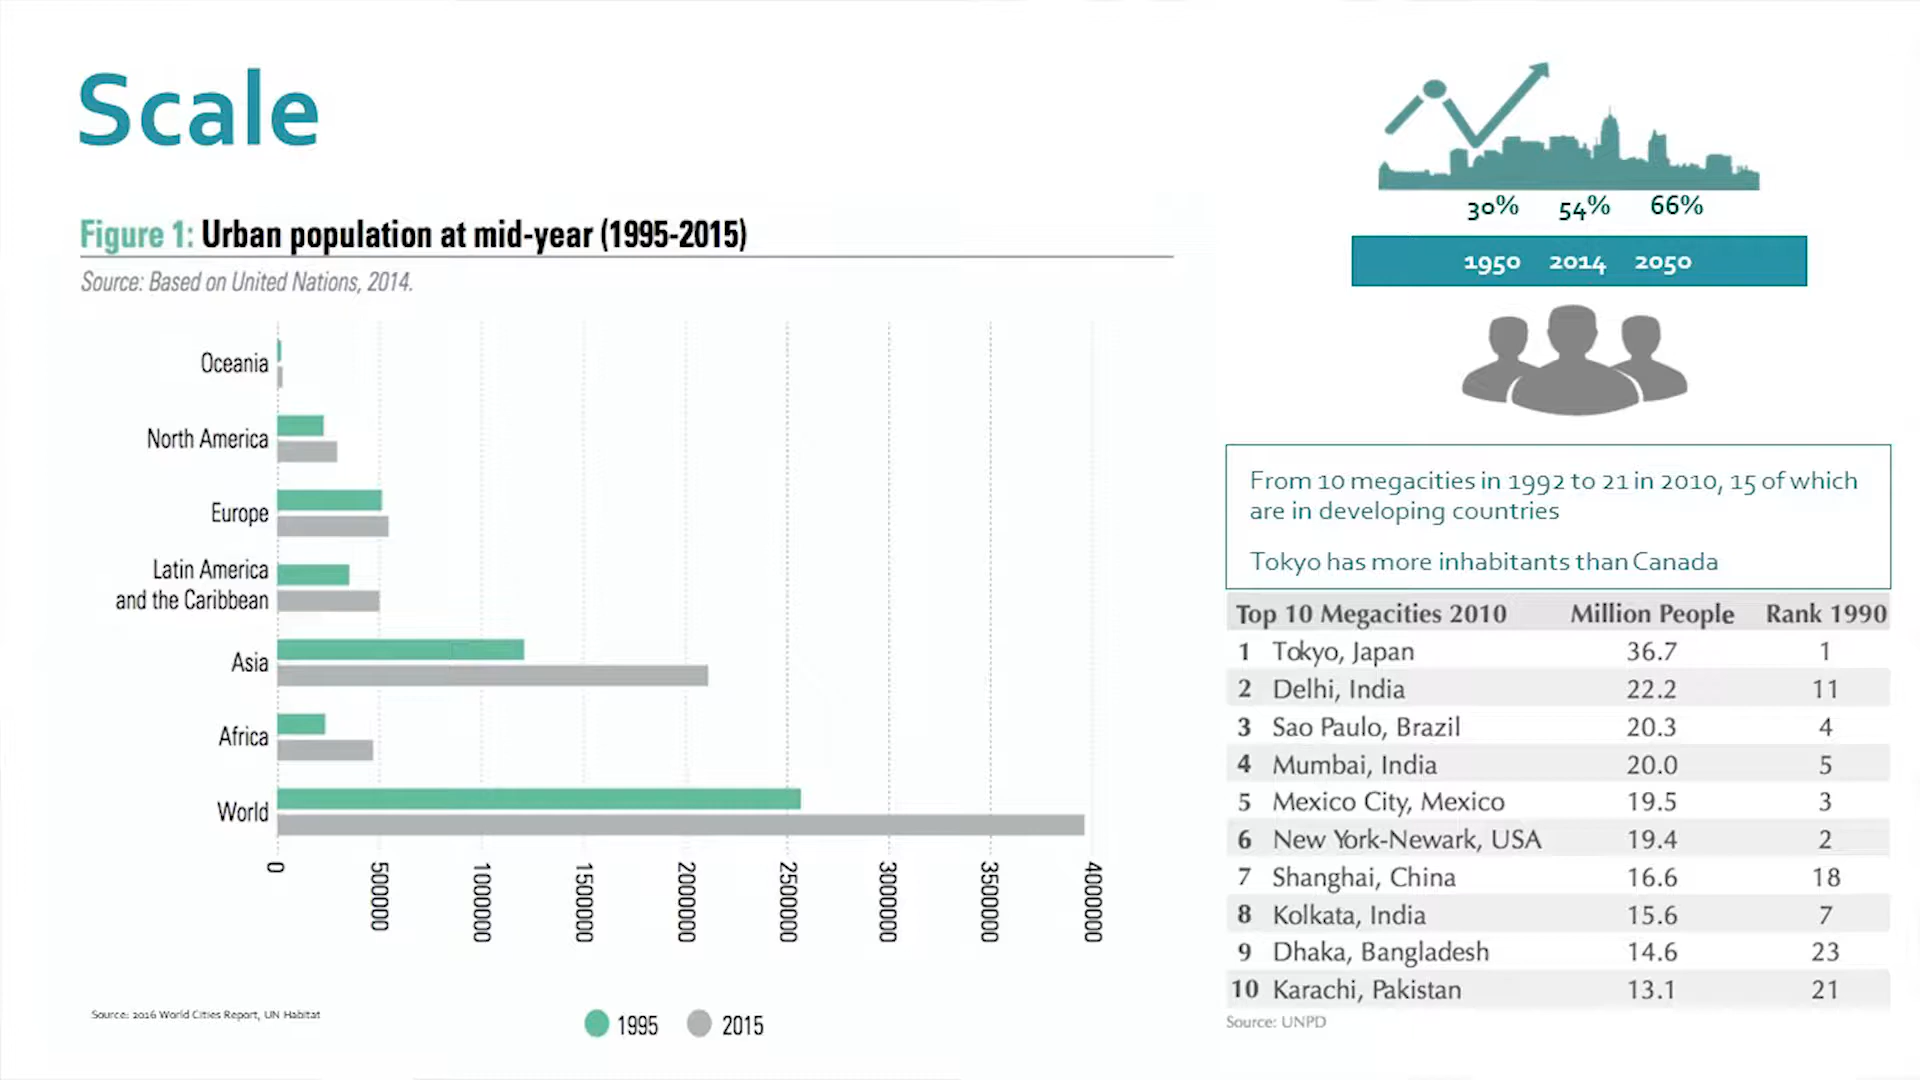 Scale
Figure 1: Urban population at mid-year (1995-2015)
Source: Based on United Nations, 2014.
Oceania
North America
Europe
Latin America
and the Caribbean
Asia
Africa
World
0
500000
1000000
1500000
2000000
2500000
3000000
3500000
4000000
1995
2015
Source: 2016 World Cities Report, UN Habitat
30% 54% 66%
1950 2014 2050
From 10 megacities in 1992 to 21 in 2010, 15 of which
are in developing countries
Tokyo has more inhabitants than Canada
Top 10 Megacities 2010 Million People Rank 1990
1 Tokyo, Japan 36.7 1
2 Delhi, India 22.2 11
3 Sao Paulo, Brazil 20.3 4
4 Mumbai, India 20.0 5
5 Mexico City, Mexico 19.5 3
6 New York-Newark, USA 19.4 2
7 Shanghai, China 16.6 18
8 Kolkata, India 15.6 7
9 Dhaka, Bangladesh 14.6 23
10 Karachi, Pakistan 13.1 21
Source: UNPD